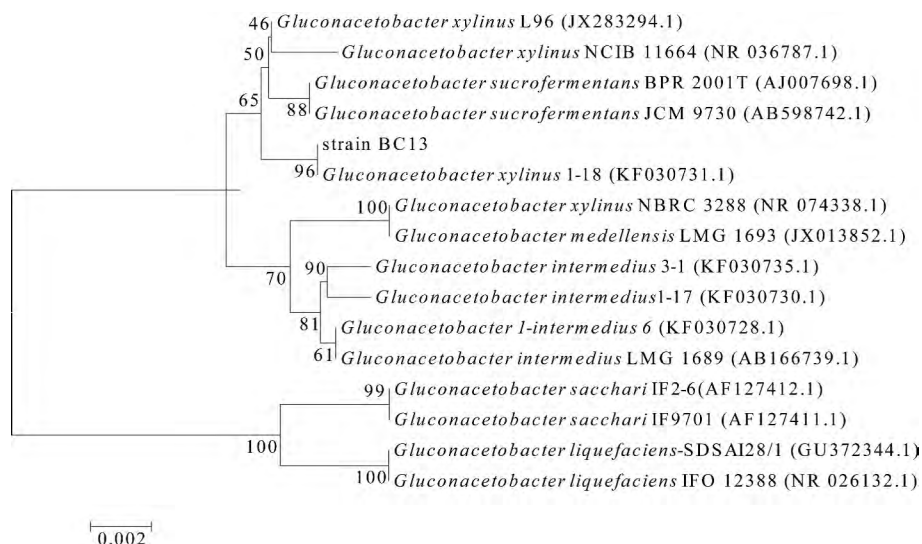 46 Gluconacetobacter xylinus L96 (JX283294.1)
50 Gluconacetobacter xylinus NCIB 11664 (NR 036787.1)
Gluconacetobacter sucrofermentans BPR 2001T (AJ007698.1)
65
88 Gluconacetobacter sucrofermentans JCM 9730 (AB598742.1)
strain BC13
96 Gluconacetobacter xylinus 1-18 (KF030731.1)
100 Gluconacetobacter xylinus NBRC 3288 (NR 074338.1)
Gluconacetobacter medellensis LMG 1693 (JX013852.1)
70 90 Gluconacetobacter intermedius 3-1 (KF030735.1)
Gluconacetobacter intermedius1-17 (KF030730.1)
81 Gluconacetobacter 1-intermedius 6 (KF030728.1)
61 Gluconacetobacter intermedius LMG 1689 (AB166739.1)
99 Gluconacetobacter sacchari IF2-6(AF127412.1)
Gluconacetobacter sacchari IF9701 (AF127411.1)
100 Gluconacetobacter liquefaciens-SDSAI28/1 (GU372344.1)
100 Gluconacetobacter liquefaciens IFO 12388 (NR 026132.1)
0.002